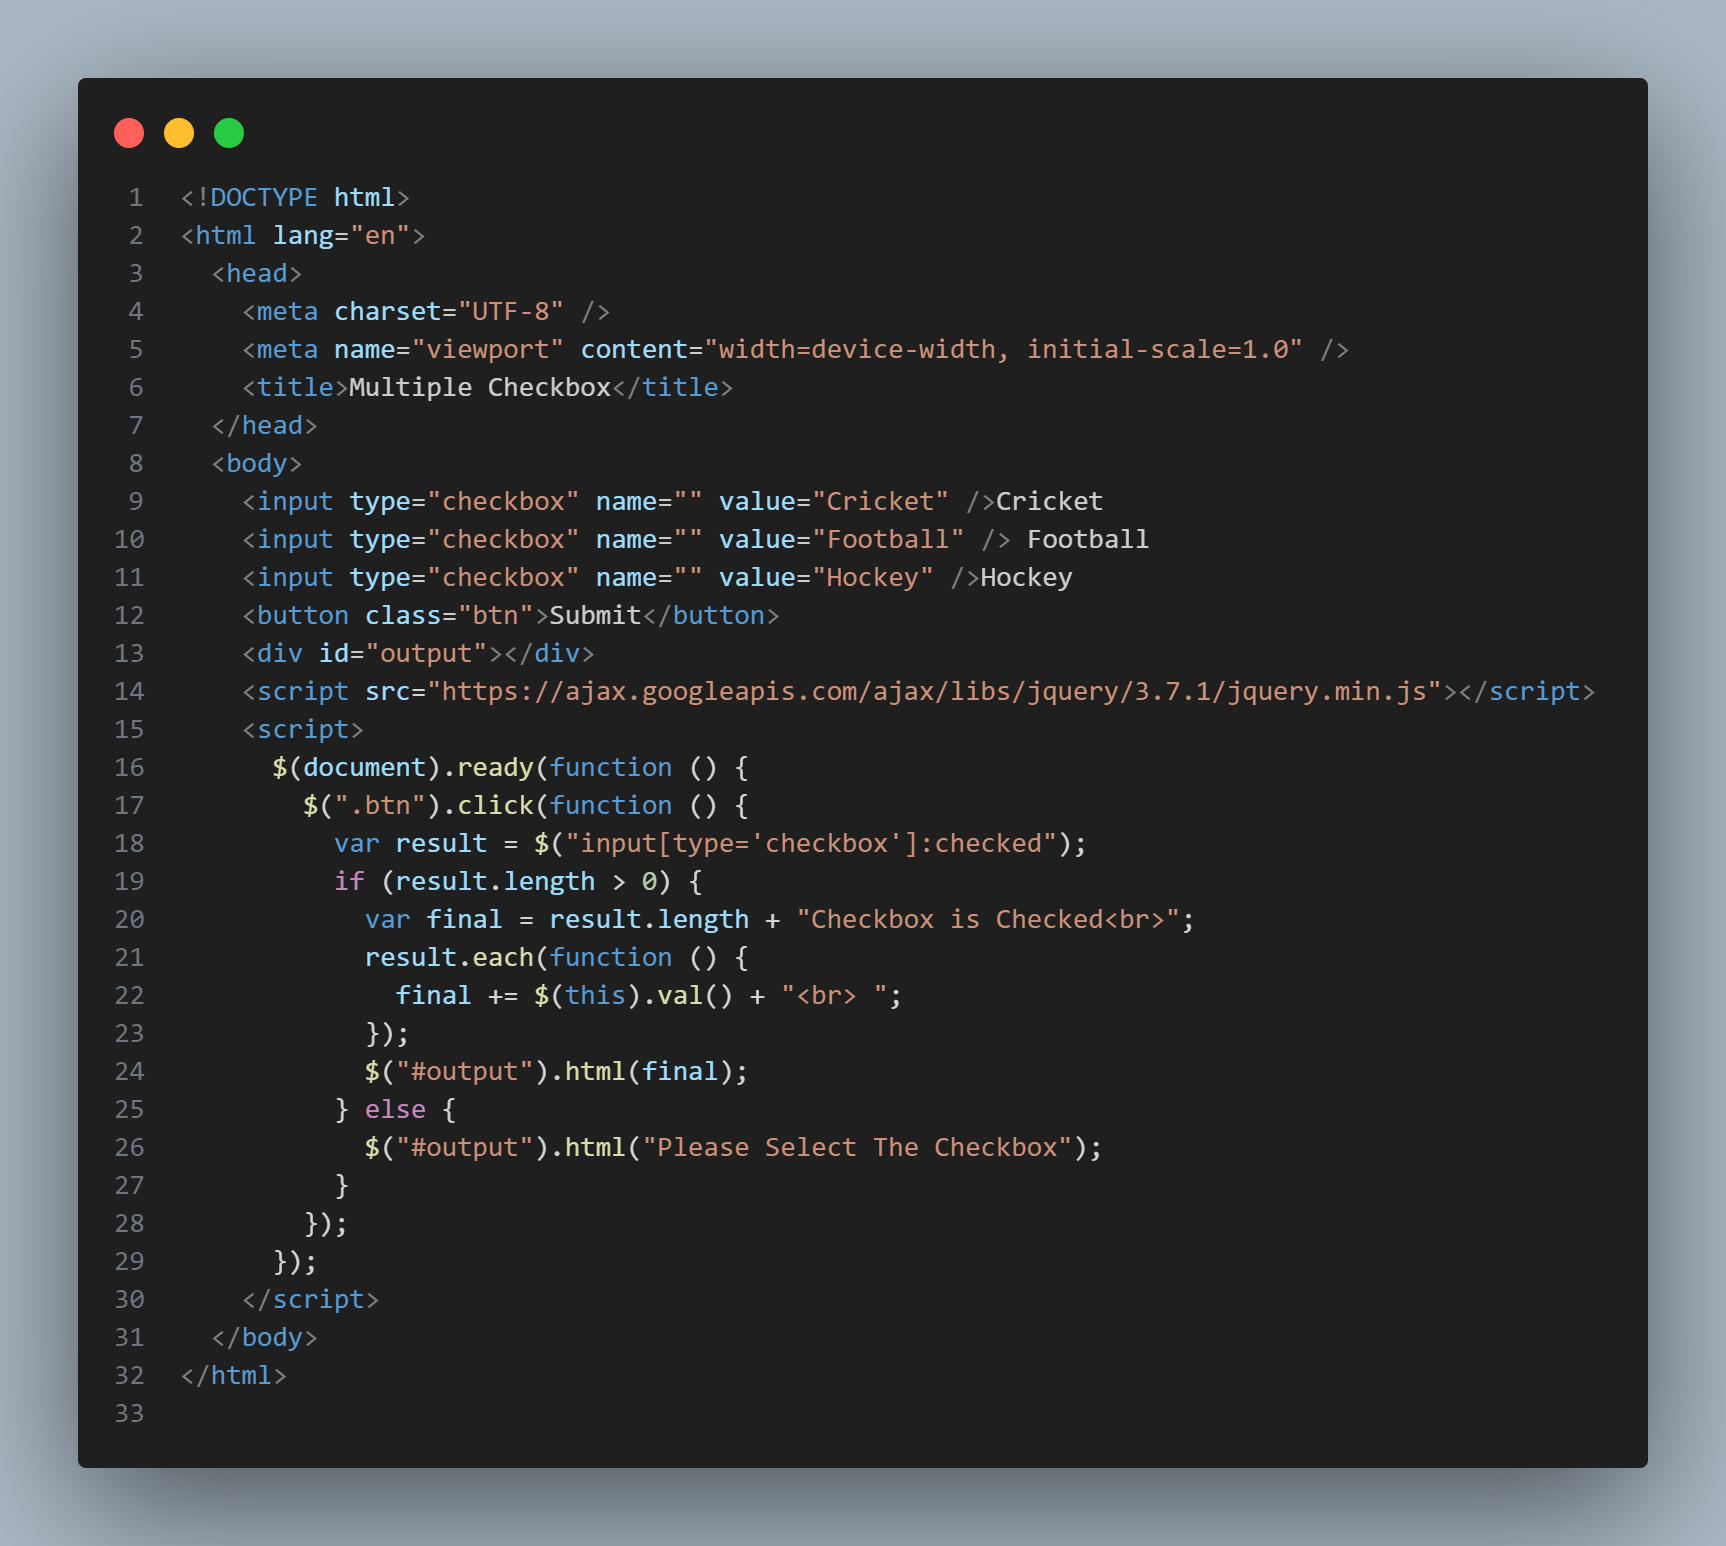 1 <!DOCTYPE html>
2 <html lang="en">
3   <head>
4     <meta charset="UTF-8" />
5     <meta name="viewport" content="width=device-width, initial-scale=1.0" />
6     <title>Multiple Checkbox</title>
7   </head>
8   <body>
9     <input type="checkbox" name="" value="Cricket" />Cricket
10     <input type="checkbox" name="" value="Football" /> Football
11     <input type="checkbox" name="" value="Hockey" />Hockey
12     <button class="btn">Submit</button>
13     <div id="output"></div>
14     <script src="https://ajax.googleapis.com/ajax/libs/jquery/3.7.1/jquery.min.js"></script>
15     <script>
16       $(document).ready(function () {
17         $(".btn").click(function () {
18           var result = $("input[type='checkbox']:checked");
19           if (result.length > 0) {
20             var final = result.length + "Checkbox is Checked<br>";
21             result.each(function () {
22               final += $(this).val() + "<br> ";
23             });
24             $("#output").html(final);
25           } else {
26             $("#output").html("Please Select The Checkbox");
27           }
28         });
29       });
30     </script>
31   </body>
32 </html>
33